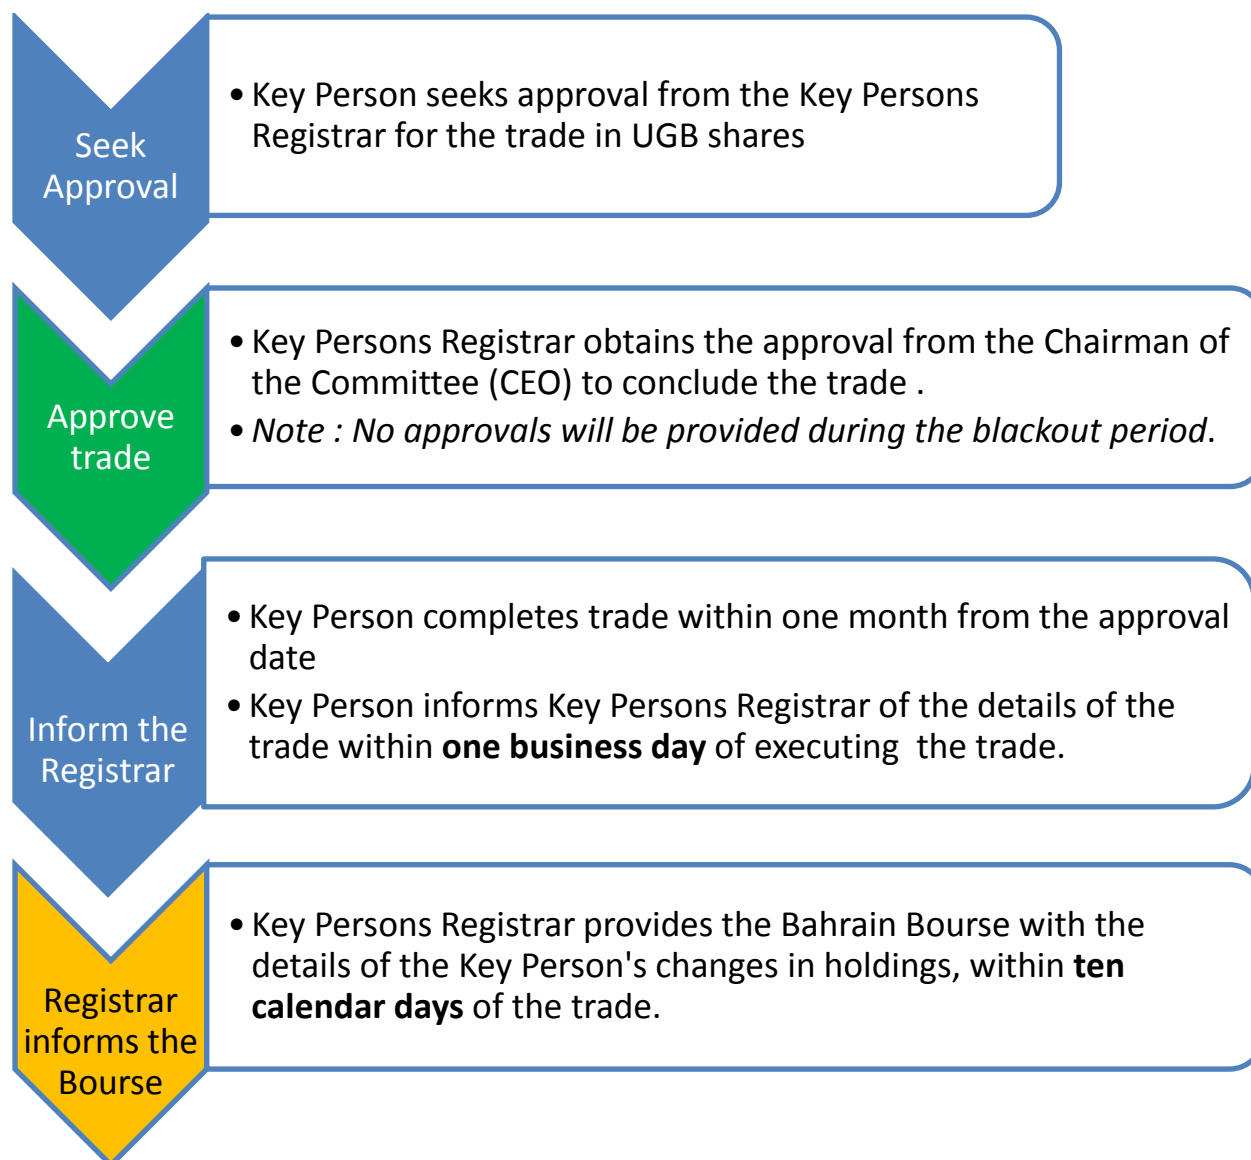 Seek
Approval
• Key Person seeks approval from the Key Persons
Registrar for the trade in UGB shares
Approve
trade
• Key Persons Registrar obtains the approval from the Chairman of
the Committee (CEO) to conclude the trade .
• Note : No approvals will be provided during the blackout period.
Inform the
Registrar
• Key Person completes trade within one month from the approval
date
• Key Person informs Key Persons Registrar of the details of the
trade within one business day of executing  the trade.
Registrar
informs the
Bourse
• Key Persons Registrar provides the Bahrain Bourse with the
details of the Key Person's changes in holdings, within ten
calendar days of the trade.